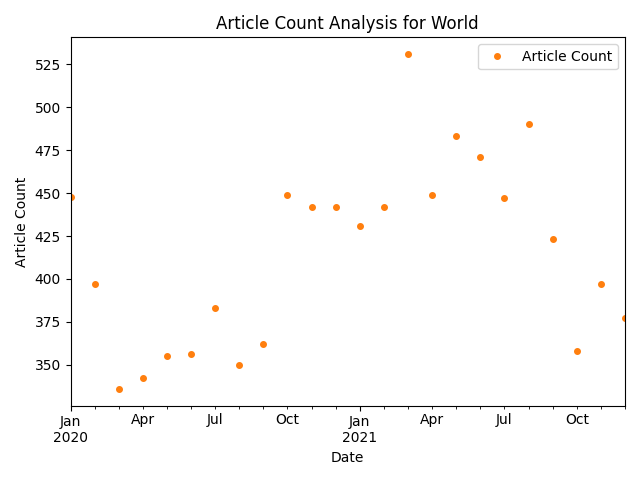 Article Count Analysis for World
Article Count
525
500
475
450
425
400
375
350
Article Count
Jan
2020
Apr
Jul
Oct
Jan
2021
Apr
Jul
Oct
Date